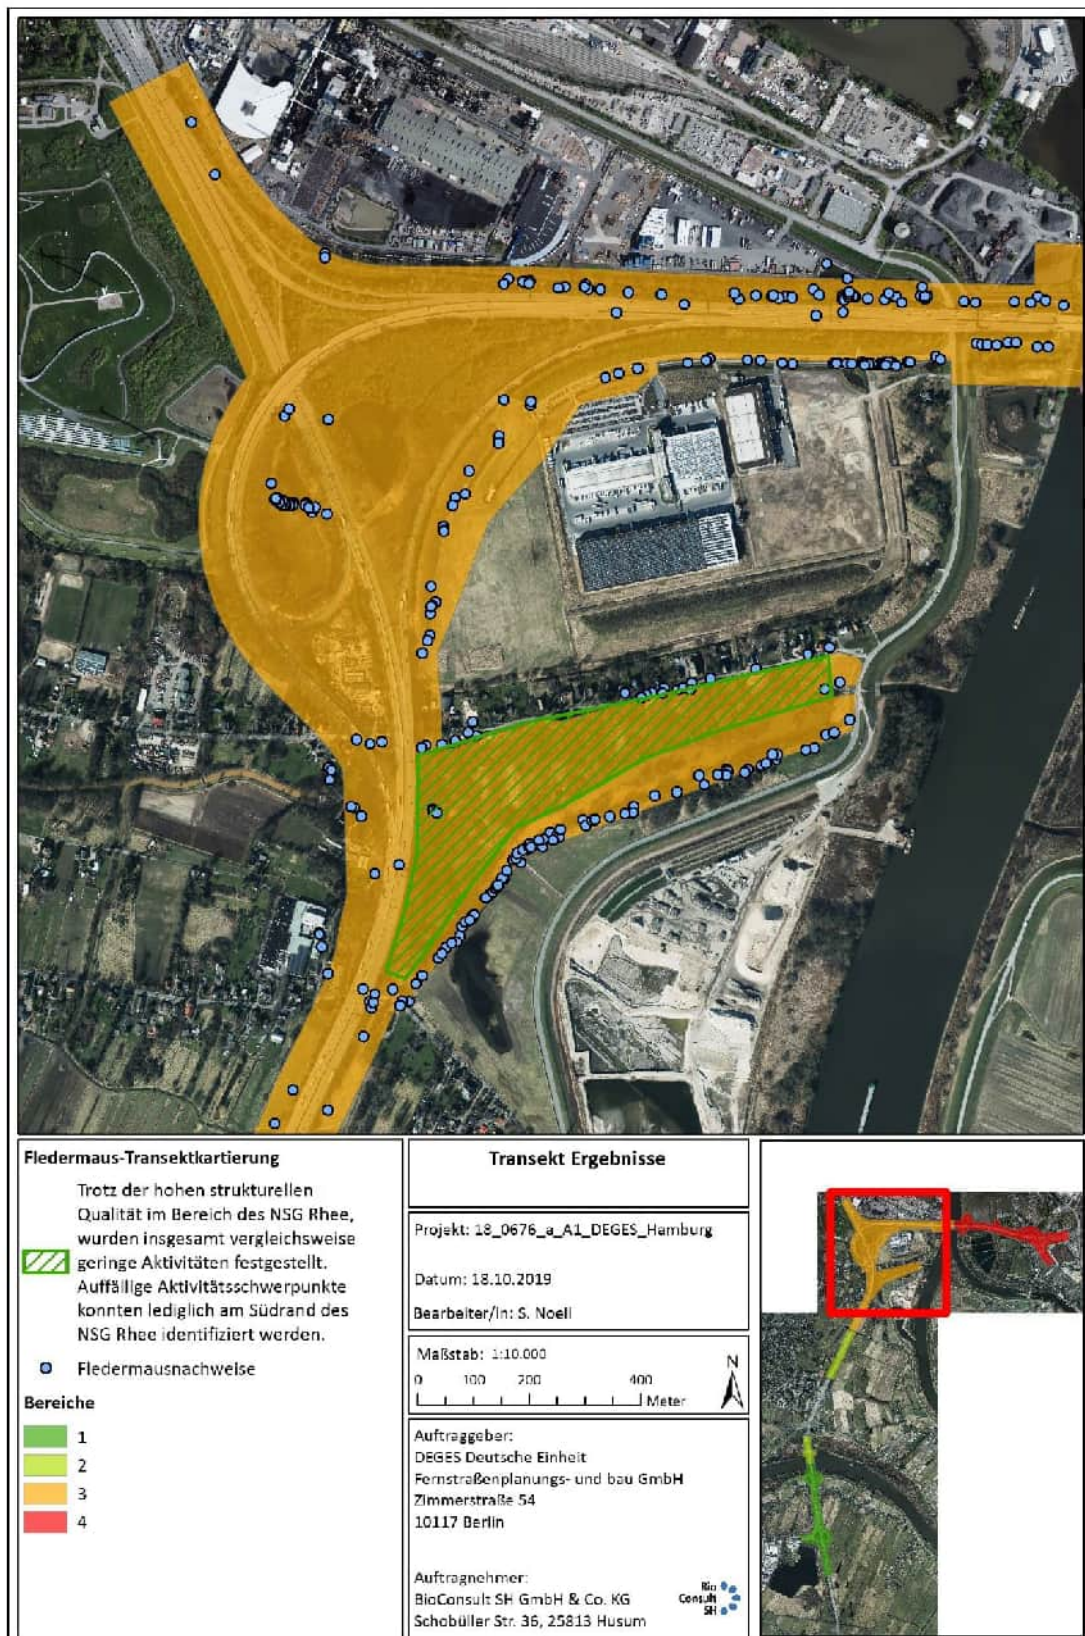 Fledermaus-Transektkartierung
Trotz der hohen strukturellen
Qualität im Bereich des NSG Rhee,
wurden insgesamt vergleichsweise
geringe Aktivitäten festgestellt.
Auffällige Aktivitätsschwerpunkte
konnten lediglich am Südrand des
NSG Rhee identifiziert werden.
Fledermausnachweise
Bereiche
1
2
3
4
Transekt Ergebnisse
Projekt: 18_0676_a_A1_DEGES_Hamburg
Datum: 18.10.2019
Bearbeiter/in: S. Noell
Maßstab: 1:10.000
0 100 200 400
Meter
N
Auftraggeber:
DEGES Deutsche Einheit
Fernstraßenplanungs- und bau GmbH
Zimmerstraße 54
10117 Berlin
Auftragnehmer:
BioConsult SH GmbH & Co. KG
Schobüller Str. 36, 25813 Husum
Bio
Consult
SH